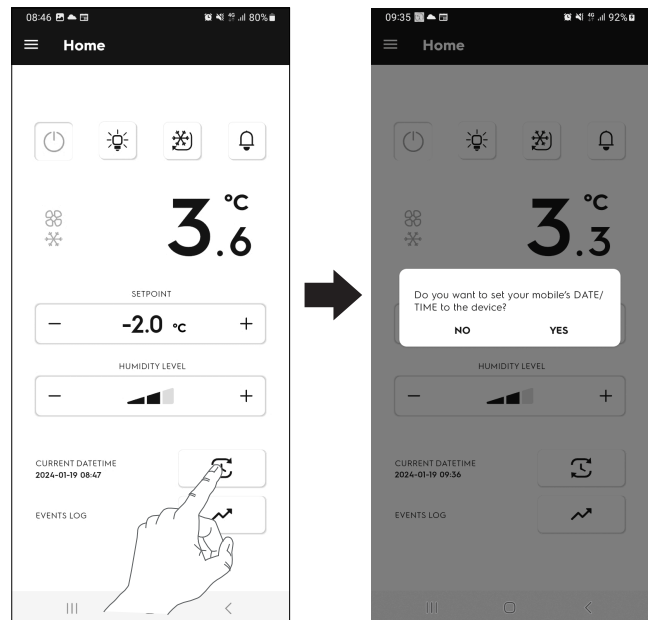 08:46 4G 80%
Home
3.6 °C
SETPOINT
− -2.0 °C +
HUMIDITY LEVEL
− +
CURRENT DATETIME
2024-01-19 08:47
EVENTS LOG
09:35 4G 92%
Home
3.3 °C
Do you want to set your mobile's DATE/
TIME to the device?
NO YES
HUMIDITY LEVEL
− +
CURRENT DATETIME
2024-01-19 09:36
EVENTS LOG